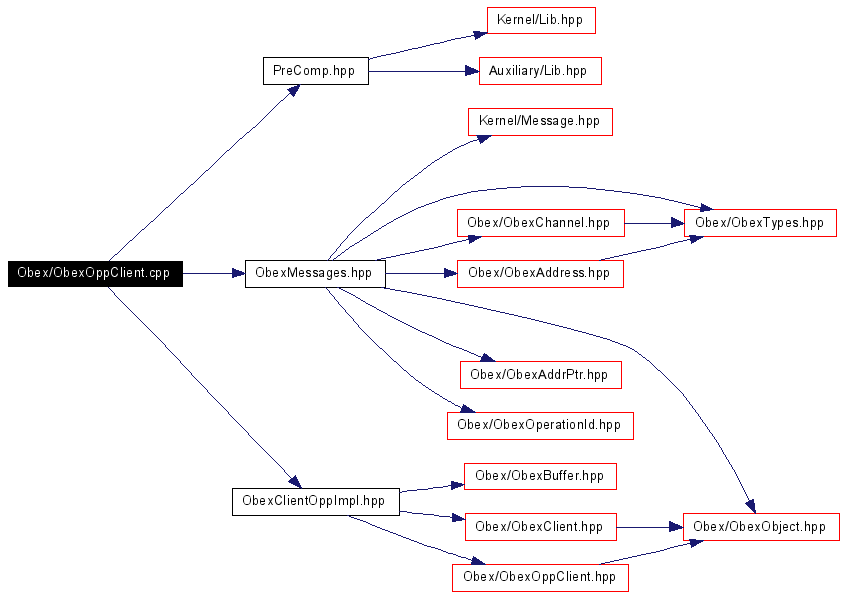 Kernel/Lib.hpp
PreComp.hpp
Auxiliary/Lib.hpp
Kernel/Message.hpp
Obex/ObexChannel.hpp
Obex/ObexTypes.hpp
Obex/ObexOppClient.cpp
ObexMessages.hpp
Obex/ObexAddress.hpp
Obex/ObexAddrPtr.hpp
Obex/ObexOperationId.hpp
Obex/ObexBuffer.hpp
ObexClientOppImpl.hpp
Obex/ObexClient.hpp
Obex/ObexObject.hpp
Obex/ObexOppClient.hpp